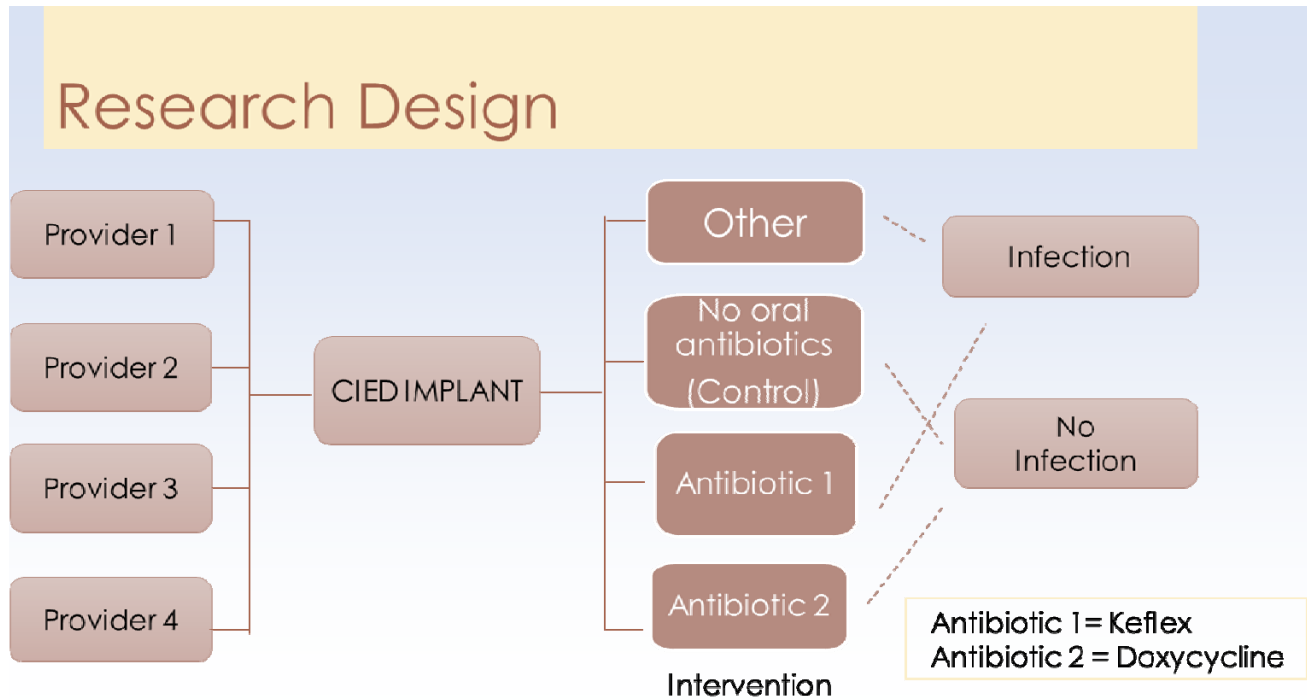 Research Design
Provider 1
Provider 2
Provider 3
Provider 4
CIED IMPLANT
Other
No oral
antibiotics
(Control)
Antibiotic 1
Antibiotic 2
Intervention
Infection
No
Infection
Antibiotic 1= Keflex
Antibiotic 2 = Doxycycline